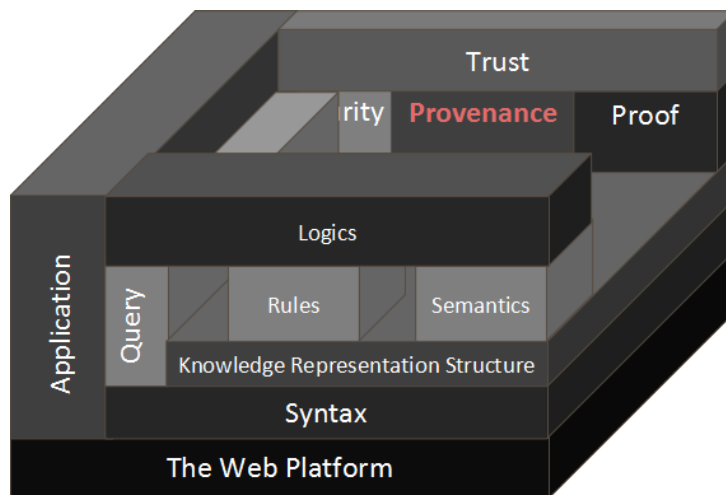 Trust
rity Provenance Proof
Logics
Application
Query
Rules
Semantics
Knowledge Representation Structure
Syntax
The Web Platform